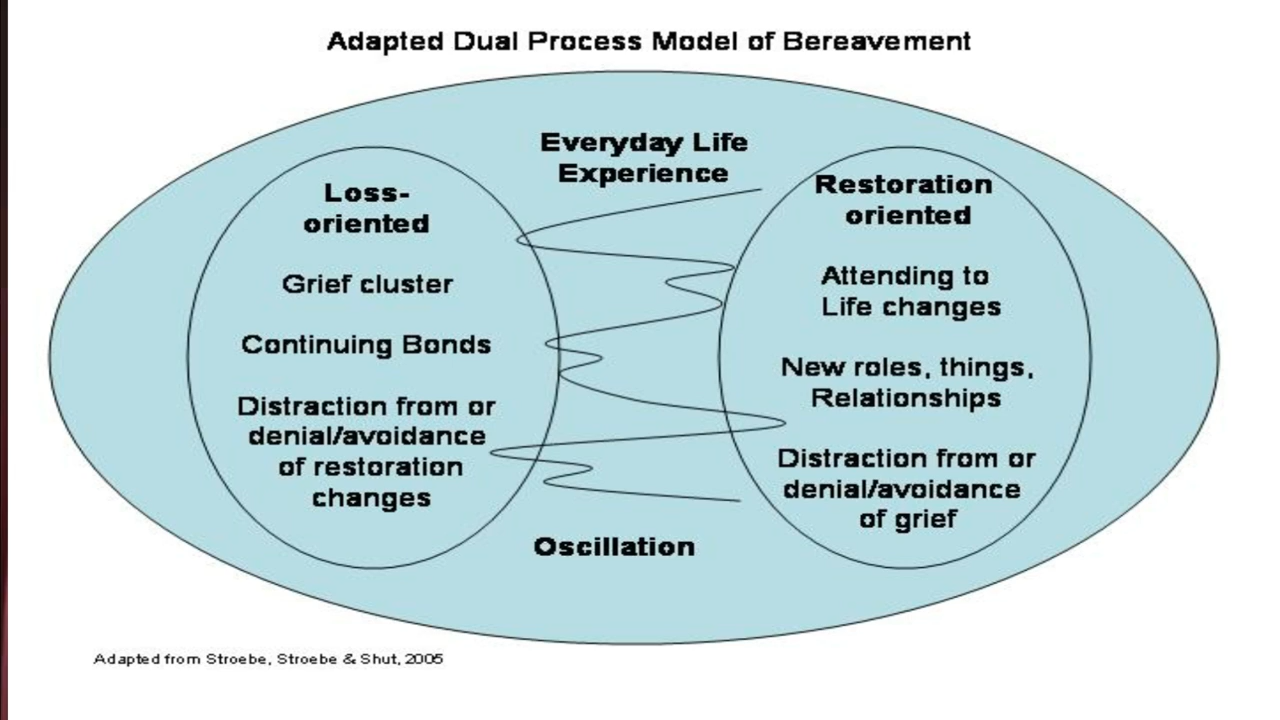 Adapted Dual Process Model of Bereavement
Everyday Life
Experience
Loss-
oriented
Grief cluster
Continuing Bonds
Distraction from or
denial/avoidance
of restoration
changes
Restoration
oriented
Attending to
Life changes
New roles, things,
Relationships
Distraction from or
denial/avoidance
of grief
Oscillation
Adapted from Stroebe, Stroebe & Shut, 2005